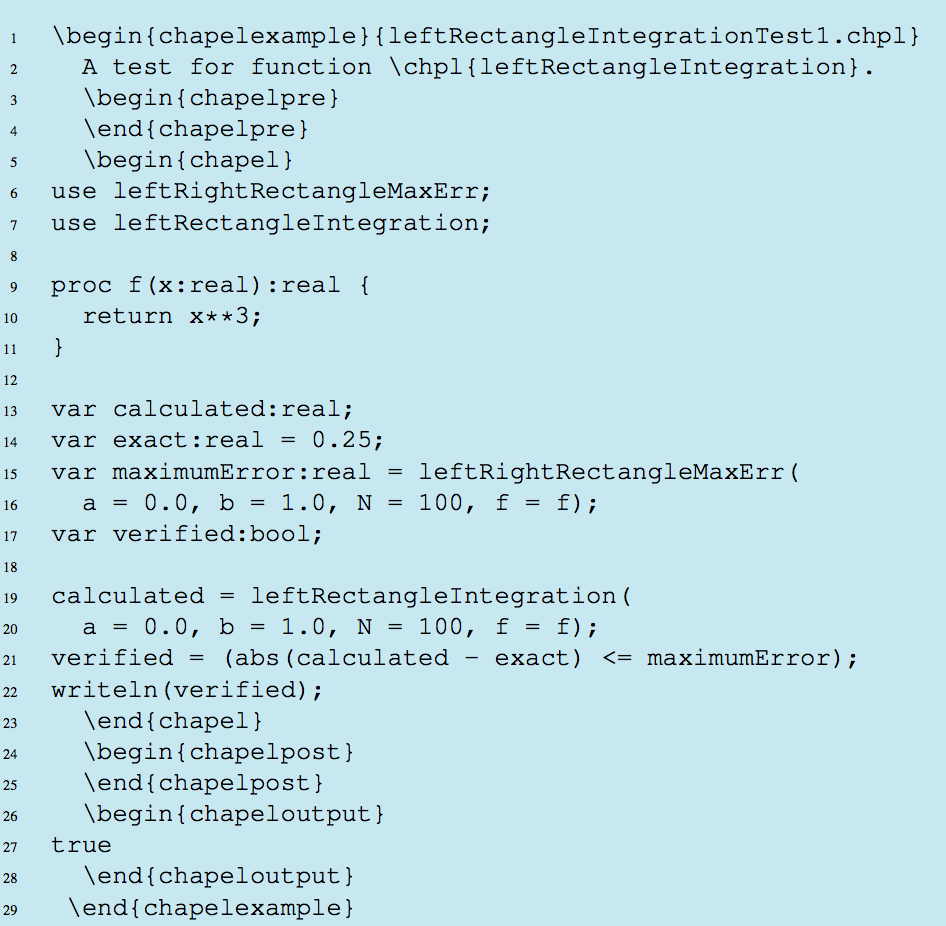 1 \begin{chapelexample}{leftRectangleIntegrationTest1.chpl}
2 A test for function \chpl{leftRectangleIntegration}.
3 \begin{chapelpre}
4 \end{chapelpre}
5 \begin{chapel}
6 use leftRightRectangleMaxErr;
7 use leftRectangleIntegration;
8
9 proc f(x:real):real {
10 return x**3;
11 }
12
13 var calculated:real;
14 var exact:real = 0.25;
15 var maximumError:real = leftRightRectangleMaxErr(
16 a = 0.0, b = 1.0, N = 100, f = f);
17 var verified:bool;
18
19 calculated = leftRectangleIntegration(
20 a = 0.0, b = 1.0, N = 100, f = f);
21 verified = (abs(calculated - exact) <= maximumError);
22 writeln(verified);
23 \end{chapel}
24 \begin{chapelpost}
25 \end{chapelpost}
26 \begin{chapeloutput}
27 true
28 \end{chapeloutput}
29 \end{chapelexample}